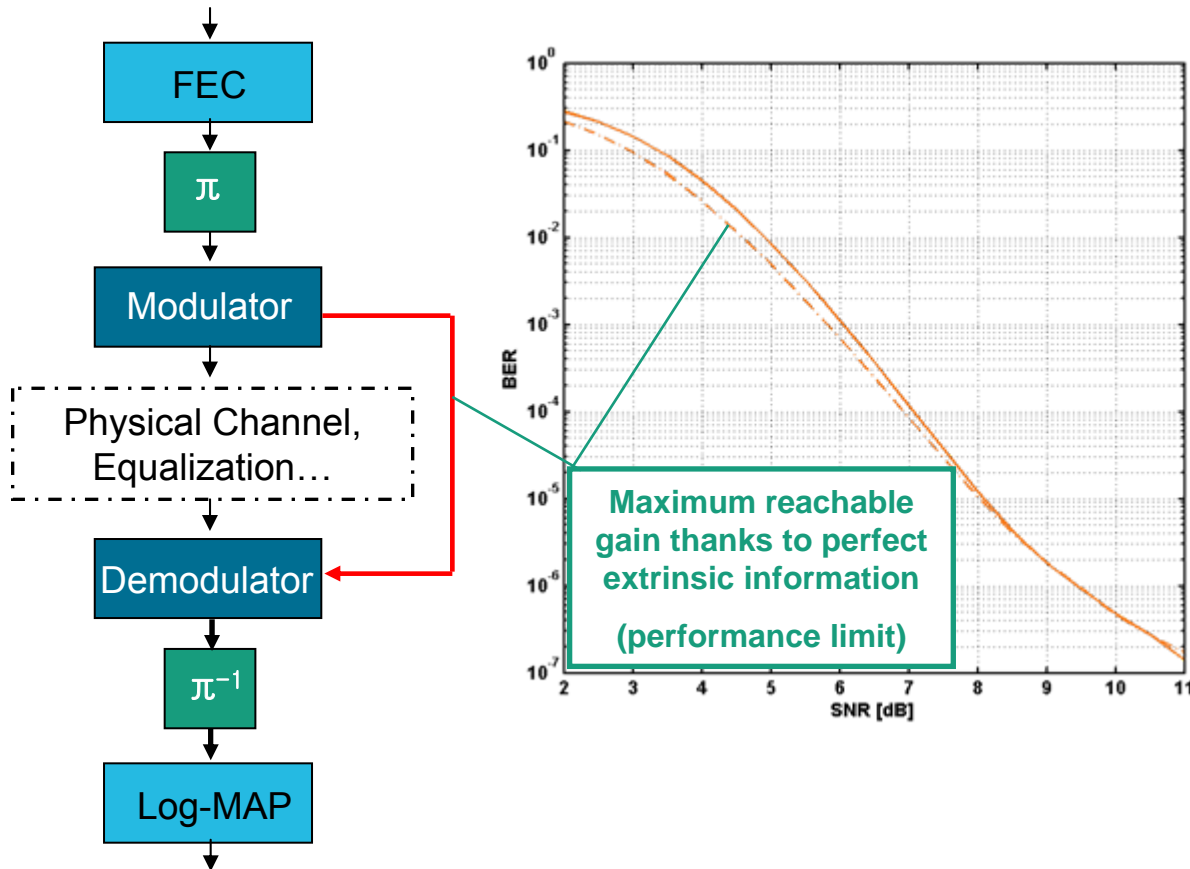 FEC
π
Modulator
Physical Channel,
Equalization…
Demodulator
π⁻¹
Log-MAP
10⁰
10⁻¹
10⁻²
10⁻³
10⁻⁴
10⁻⁵
10⁻⁶
10⁻⁷
BER
2 3 4 5 6 7 8 9 10 11
SNR [dB]
Maximum reachable
gain thanks to perfect
extrinsic information
(performance limit)